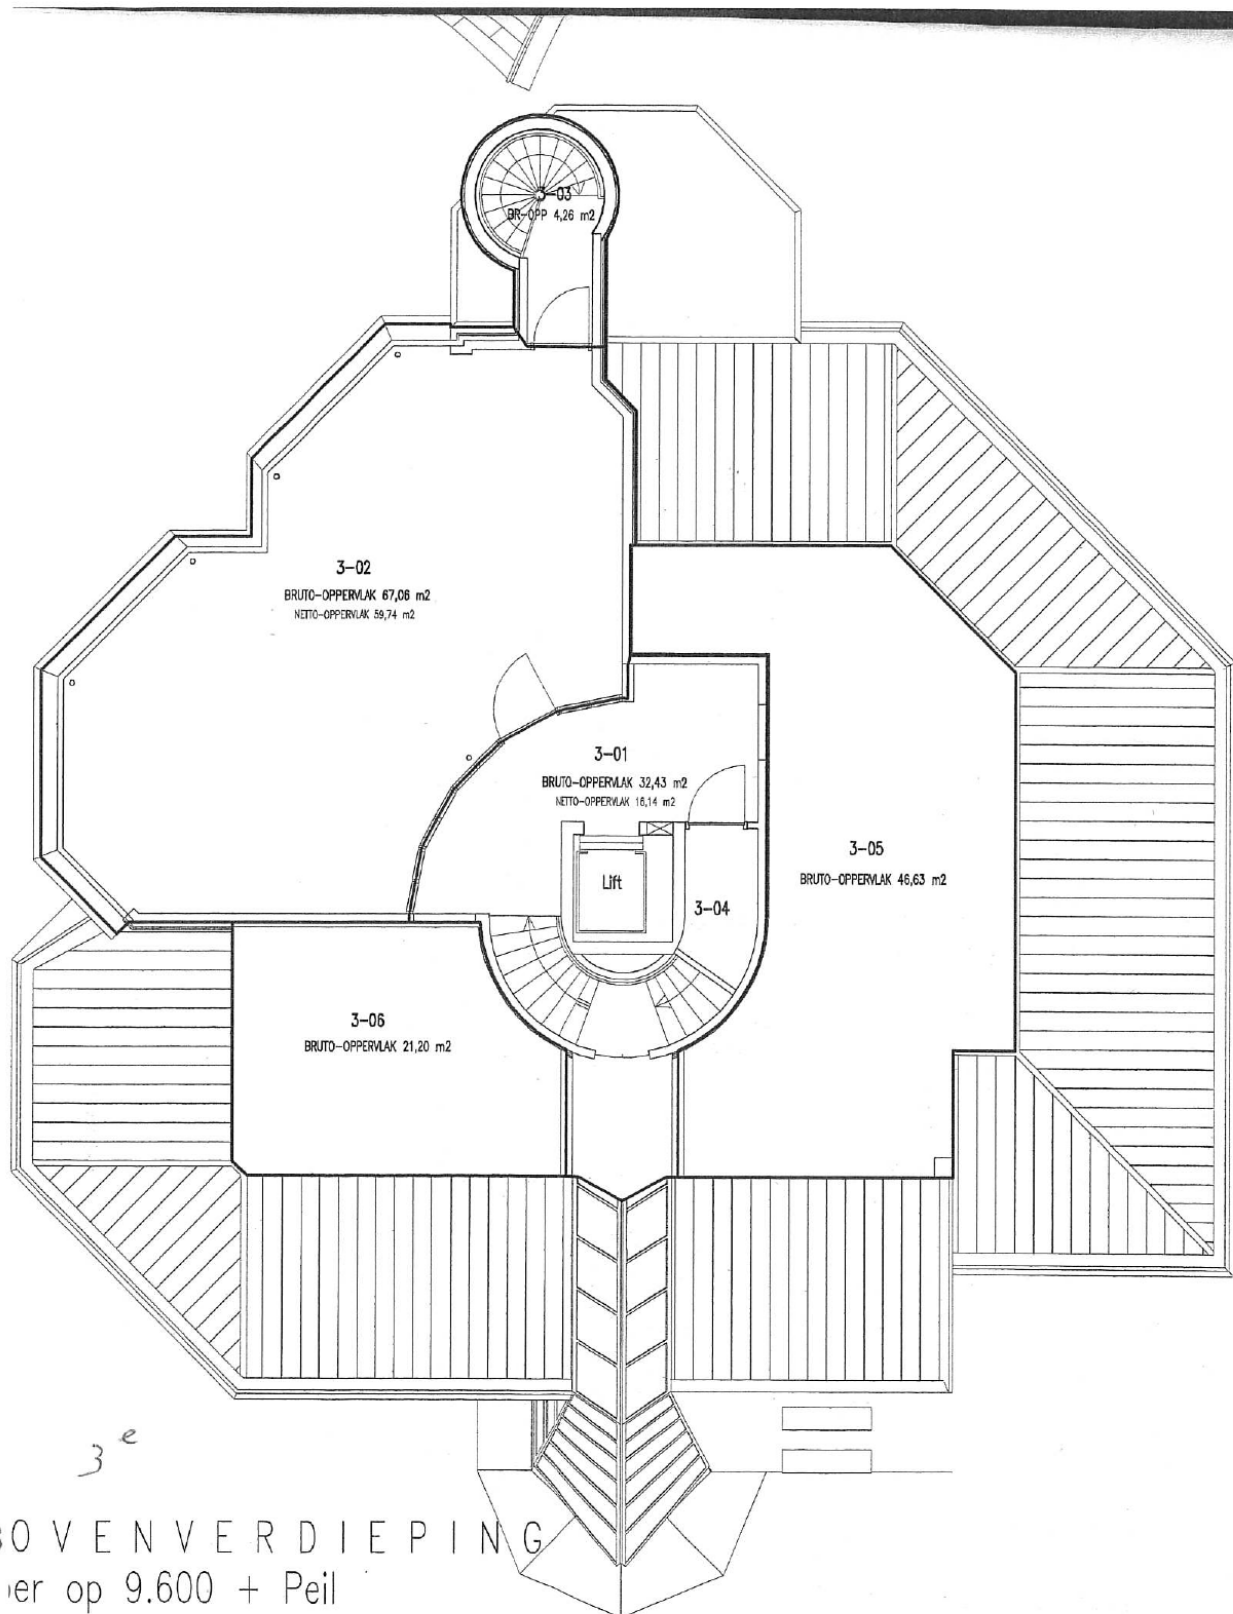 3-03
BR-OPP 4,26 m2
3-02
BRUTO-OPPERVLAK 67,06 m2
NETTO-OPPERVLAK 59,74 m2
3-01
BRUTO-OPPERVLAK 32,43 m2
NETTO-OPPERVLAK 16,14 m2
3-05
BRUTO-OPPERVLAK 46,63 m2
Lift
3-04
3-06
BRUTO-OPPERVLAK 21,20 m2
3e
BOVENVERDIEPING
er op 9.600 + Peil